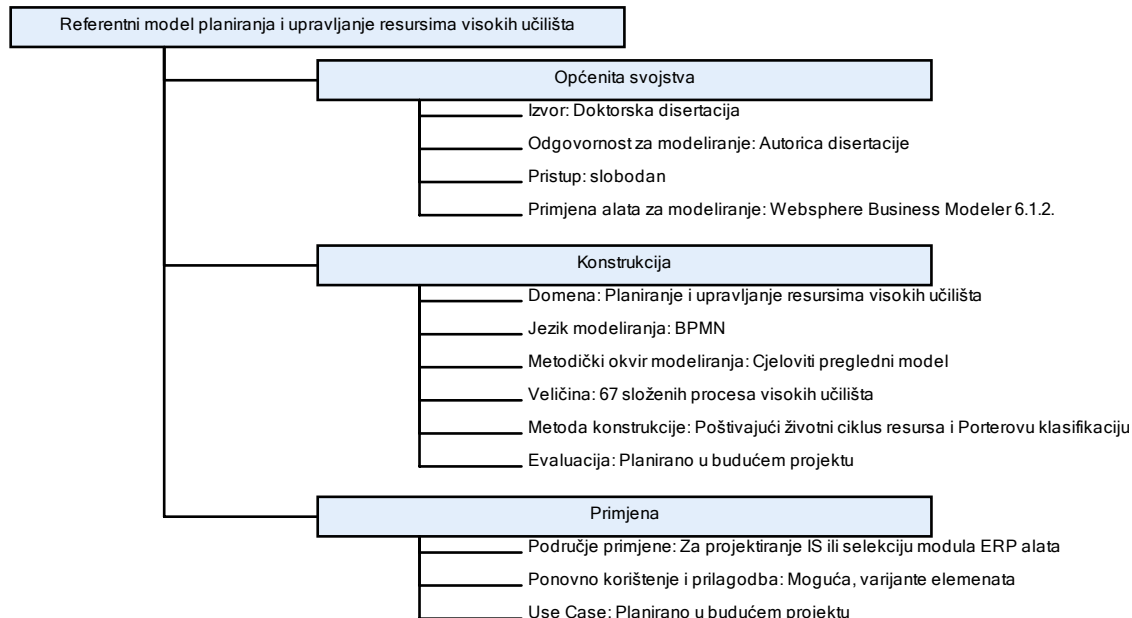 Referentni model planiranja i upravljanje resursima visokih učilišta
Općenita svojstva
Izvor: Doktorska disertacija
Odgovornost za modeliranje: Autorica disertacije
Pristup: slobodan
Primjena alata za modeliranje: Websphere Business Modeler 6.1.2.
Konstrukcija
Domena: Planiranje i upravljanje resursima visokih učilišta
Jezik modeliranja: BPMN
Metodički okvir modeliranja: Cjeloviti pregledni model
Veličina: 67 složenih procesa visokih učilišta
Metoda konstrukcije: Poštivajući životni ciklus resursa i Porterovu klasifikaciju
Evaluacija: Planirano u budućem projektu
Primjena
Područje primjene: Za projektiranje IS ili selekciju modula ERP alata
Ponovno korištenje i prilagodba: Moguća, varijante elemenata
Use Case: Planirano u budućem projektu